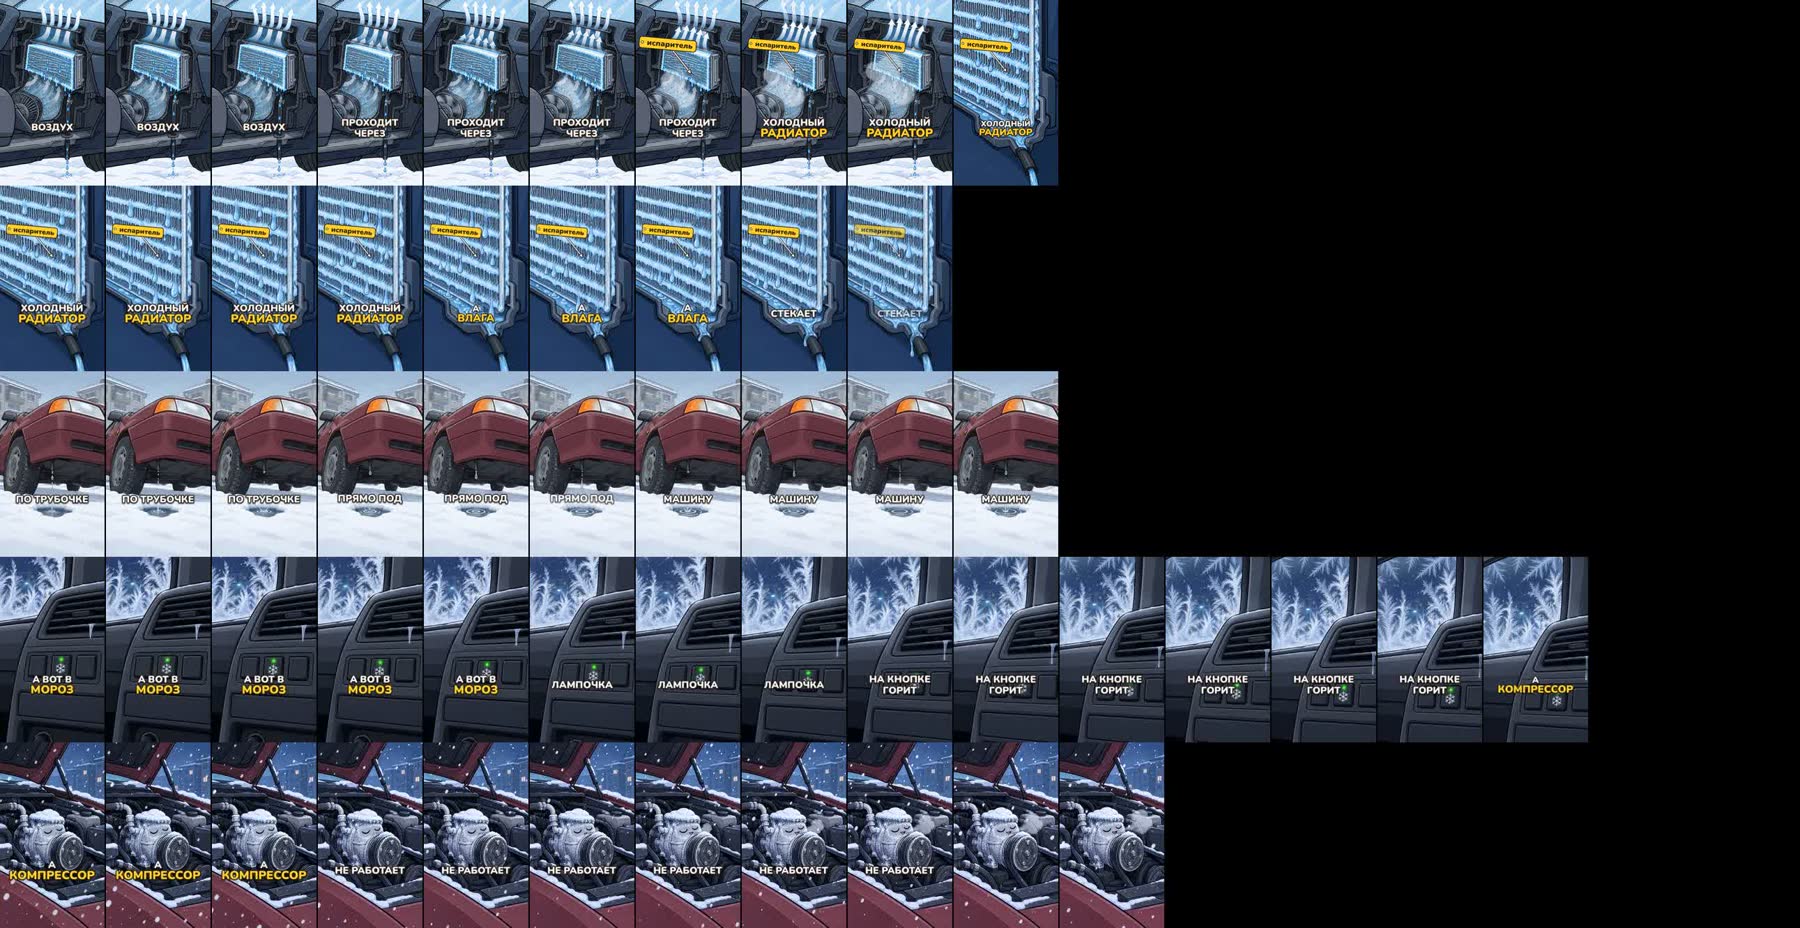 ВОЗДУХ
ВОЗДУХ
ВОЗДУХ
ПРОХОДИТ
ЧЕРЕЗ
ПРОХОДИТ
ЧЕРЕЗ
ПРОХОДИТ
ЧЕРЕЗ
испаритель
ПРОХОДИТ
ЧЕРЕЗ
испаритель
ХОЛОДНЫЙ
РАДИАТОР
испаритель
ХОЛОДНЫЙ
РАДИАТОР
испаритель
ХОЛОДНЫЙ
РАДИАТОР
испаритель
ХОЛОДНЫЙ
РАДИАТОР
испаритель
ХОЛОДНЫЙ
РАДИАТОР
испаритель
ХОЛОДНЫЙ
РАДИАТОР
испаритель
ХОЛОДНЫЙ
РАДИАТОР
испаритель
А
ВЛАГА
испаритель
А
ВЛАГА
испаритель
А
ВЛАГА
испаритель
СТЕКАЕТ
испаритель
СТЕКАЕТ
ПО ТРУБОЧКЕ
ПО ТРУБОЧКЕ
ПО ТРУБОЧКЕ
ПРЯМО ПОД
ПРЯМО ПОД
ПРЯМО ПОД
МАШИНУ
МАШИНУ
МАШИНУ
МАШИНУ
А ВОТ В
МОРОЗ
А ВОТ В
МОРОЗ
А ВОТ В
МОРОЗ
А ВОТ В
МОРОЗ
А ВОТ В
МОРОЗ
ЛАМПОЧКА
ЛАМПОЧКА
ЛАМПОЧКА
НА КНОПКЕ
ГОРИТ
НА КНОПКЕ
ГОРИТ
НА КНОПКЕ
ГОРИТ
НА КНОПКЕ
ГОРИТ
НА КНОПКЕ
ГОРИТ
НА КНОПКЕ
ГОРИТ
А
КОМПРЕССОР
А
КОМПРЕССОР
А
КОМПРЕССОР
А
КОМПРЕССОР
НЕ РАБОТАЕТ
НЕ РАБОТАЕТ
НЕ РАБОТАЕТ
НЕ РАБОТАЕТ
НЕ РАБОТАЕТ
НЕ РАБОТАЕТ